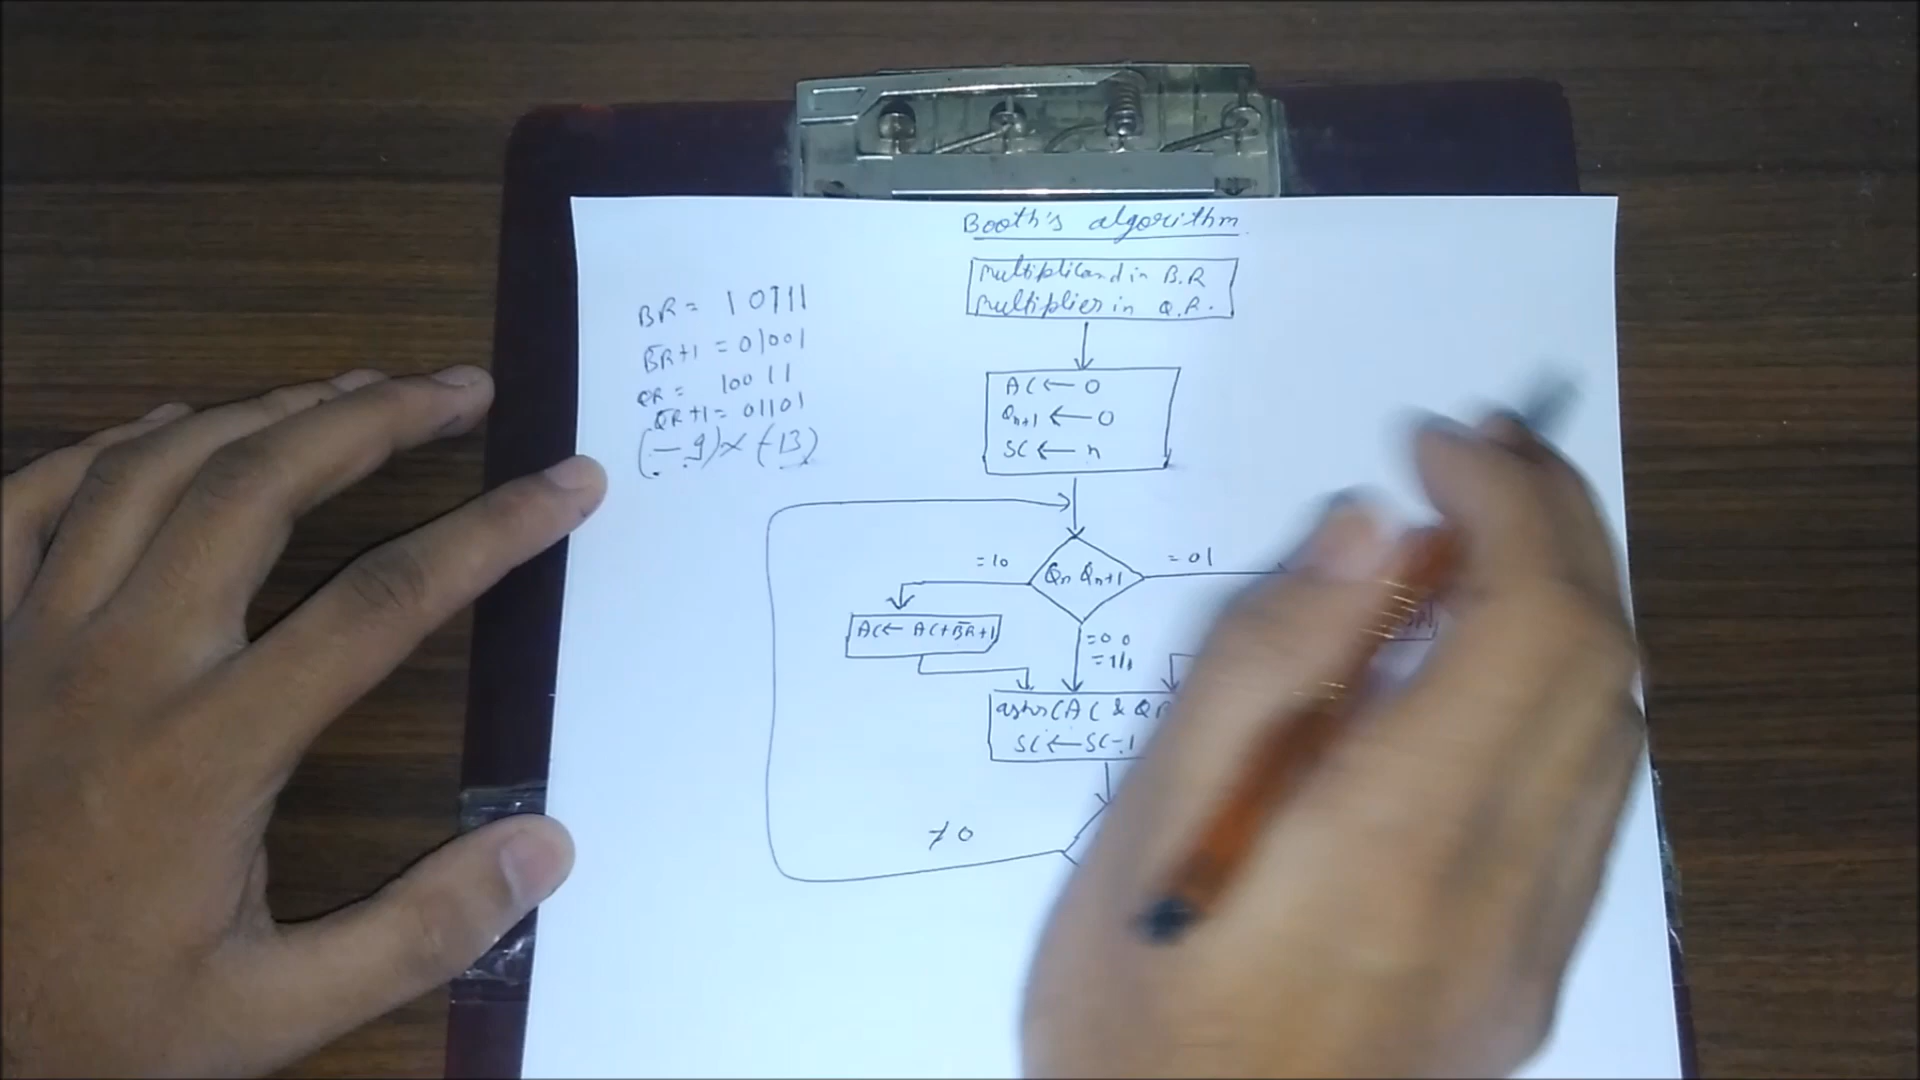 Booth's algorithm
Multiplicand in B.R
Multiplier in Q.R.
BR = 10111
B̅R̅+1 = 01001
QR = 10011
Q̅R̅+1 = 01101
(-9)×(-13)
AC ← 0
Qn+1 ← 0
SC ← n
=10
Qn Qn+1
=01
AC ← AC+B̅R̅+1
=00
=11
ashr (AC & QR
SC ← SC-1
≠0